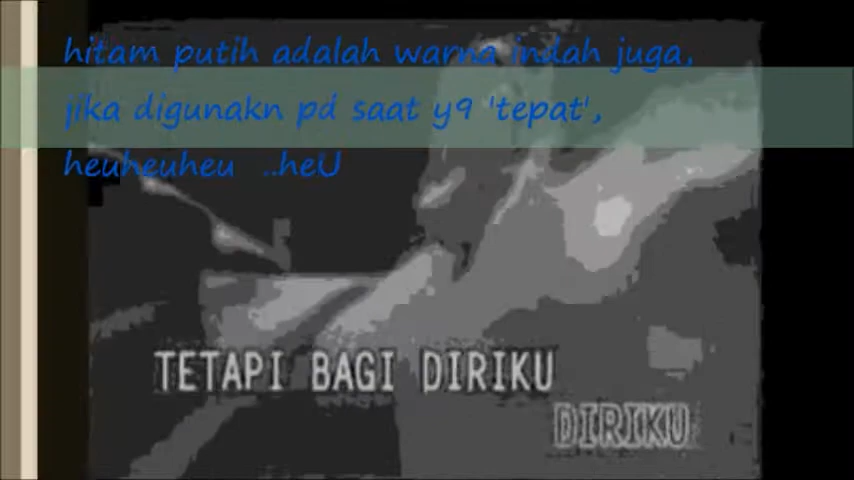 hitam putih adalah warna indah juga,
jika digunakn pd saat y9 'tepat',
heuheuheu ..heU
TETAPI BAGI DIRIKU
DIRIKU